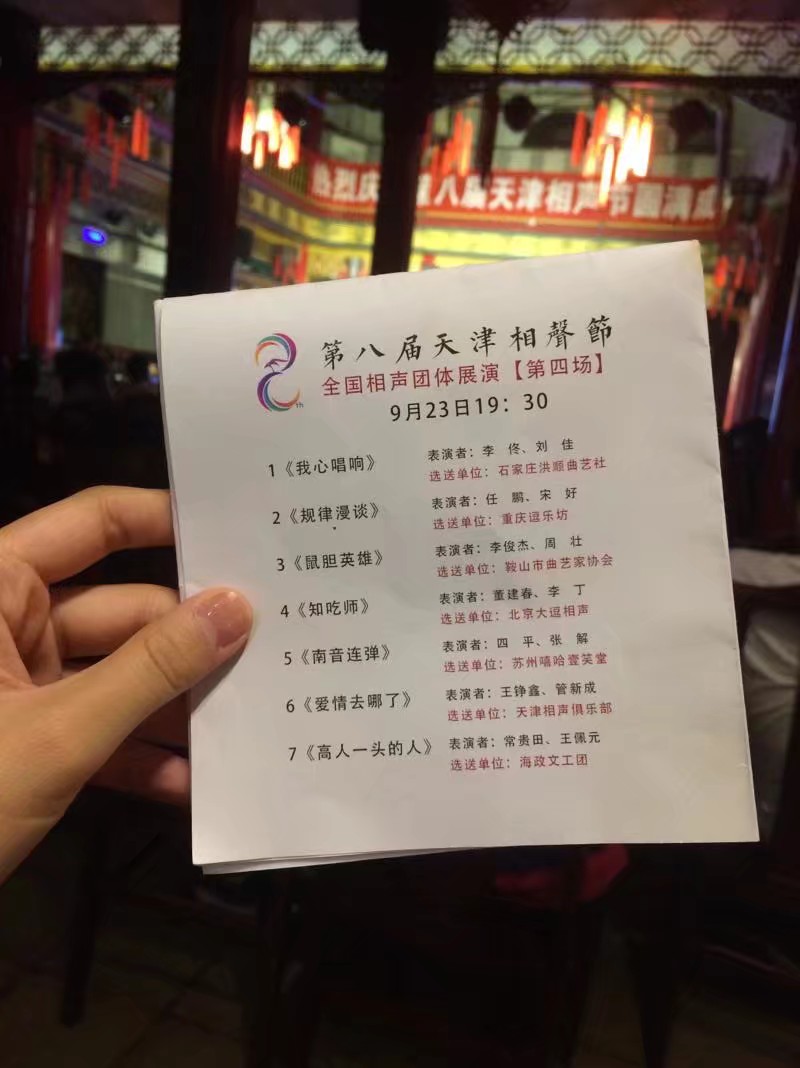 热烈庆 第八届天津相声节圆满成
第八届天津相聲節
全国相声团体展演【第四场】
9月23日19：30
th
1《我心唱响》
表演者：李 佟、刘 佳
选送单位：石家庄洪顺曲艺社
2《规律漫谈》
表演者：任 鹏、宋 好
选送单位：重庆逗乐坊
3《鼠胆英雄》
表演者：李俊杰、周 壮
选送单位：鞍山市曲艺家协会
4《知吃师》
表演者：董建春、李 丁
选送单位：北京大逗相声
5《南音连弹》
表演者：四 平、张 解
选送单位：苏州嘻哈壹笑堂
6《爱情去哪了》
表演者：王铮鑫、管新成
选送单位：天津相声俱乐部
7《高人一头的人》
表演者：常贵田、王佩元
选送单位：海政文工团